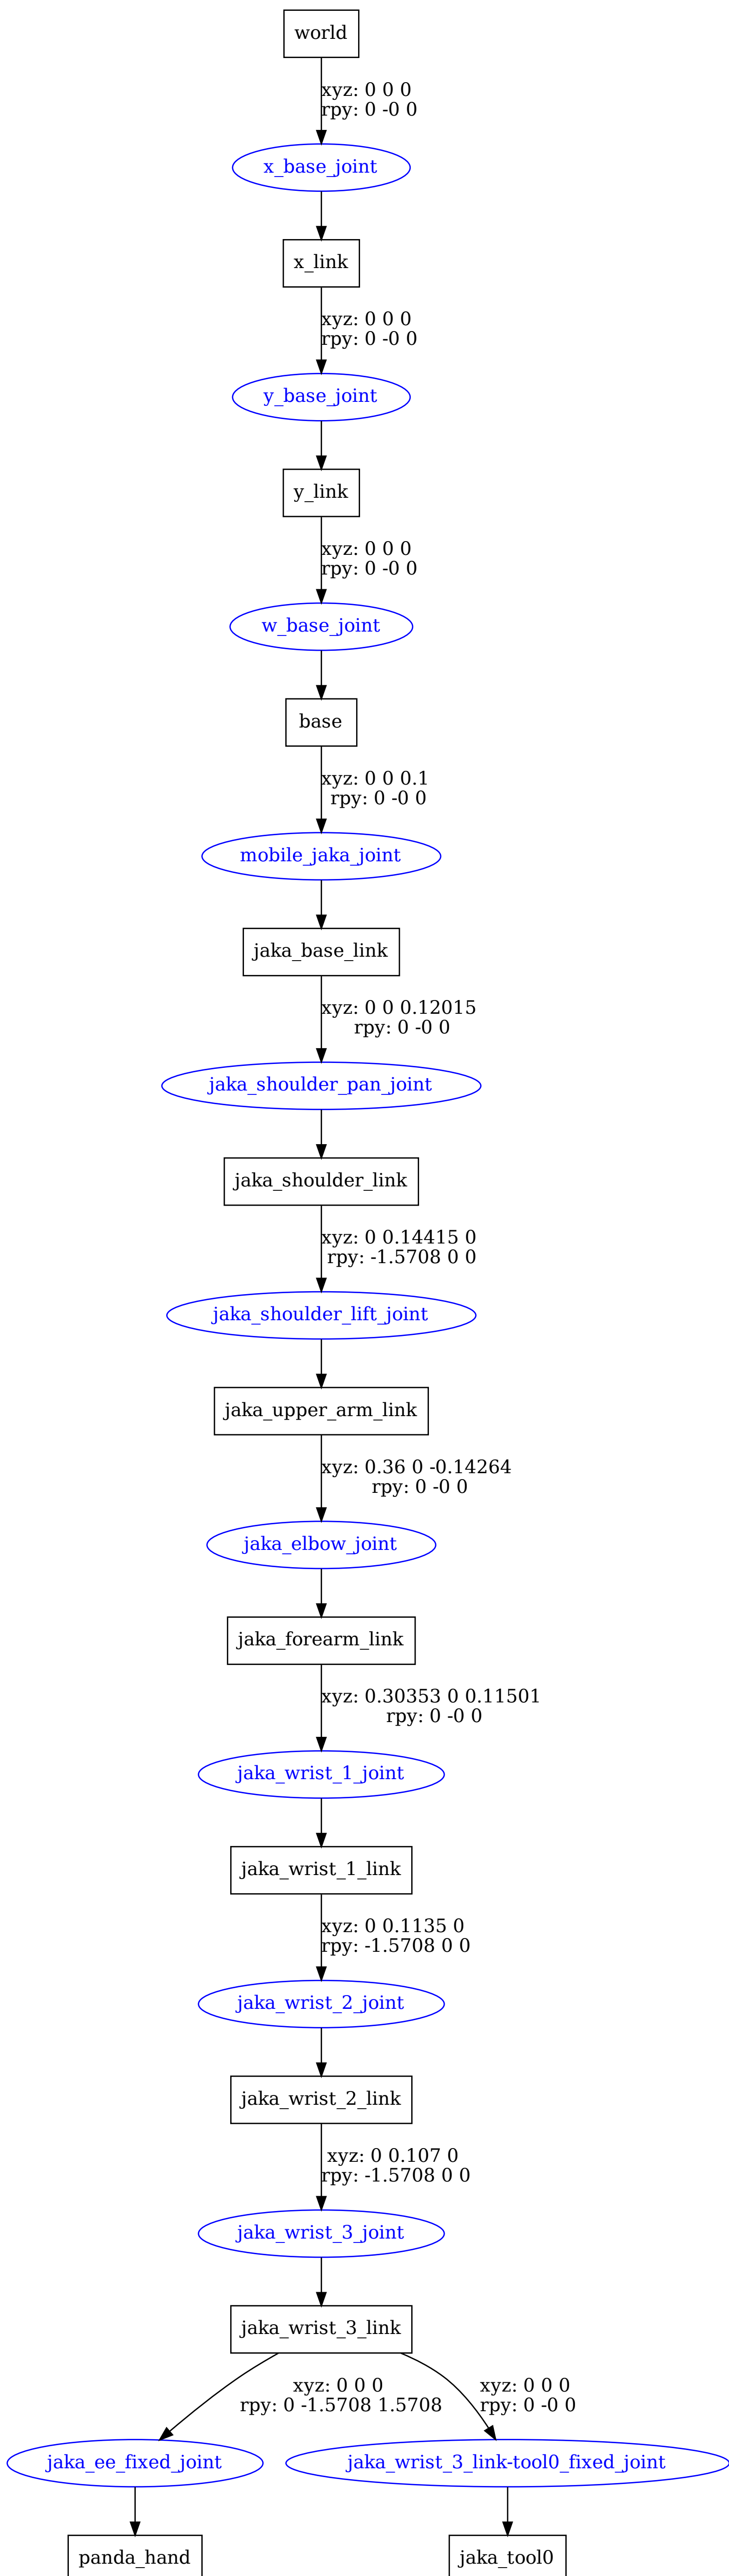 world
xyz: 0 0 0
rpy: 0 -0 0
x_base_joint
x_link
xyz: 0 0 0
rpy: 0 -0 0
y_base_joint
y_link
xyz: 0 0 0
rpy: 0 -0 0
w_base_joint
base
xyz: 0 0 0.1
rpy: 0 -0 0
mobile_jaka_joint
jaka_base_link
xyz: 0 0 0.12015
rpy: 0 -0 0
jaka_shoulder_pan_joint
jaka_shoulder_link
xyz: 0 0.14415 0
rpy: -1.5708 0 0
jaka_shoulder_lift_joint
jaka_upper_arm_link
xyz: 0.36 0 -0.14264
rpy: 0 -0 0
jaka_elbow_joint
jaka_forearm_link
xyz: 0.30353 0 0.11501
rpy: 0 -0 0
jaka_wrist_1_joint
jaka_wrist_1_link
xyz: 0 0.1135 0
rpy: -1.5708 0 0
jaka_wrist_2_joint
jaka_wrist_2_link
xyz: 0 0.107 0
rpy: -1.5708 0 0
jaka_wrist_3_joint
jaka_wrist_3_link
xyz: 0 0 0
rpy: 0 -1.5708 1.5708
xyz: 0 0 0
rpy: 0 -0 0
jaka_ee_fixed_joint
jaka_wrist_3_link-tool0_fixed_joint
panda_hand
jaka_tool0